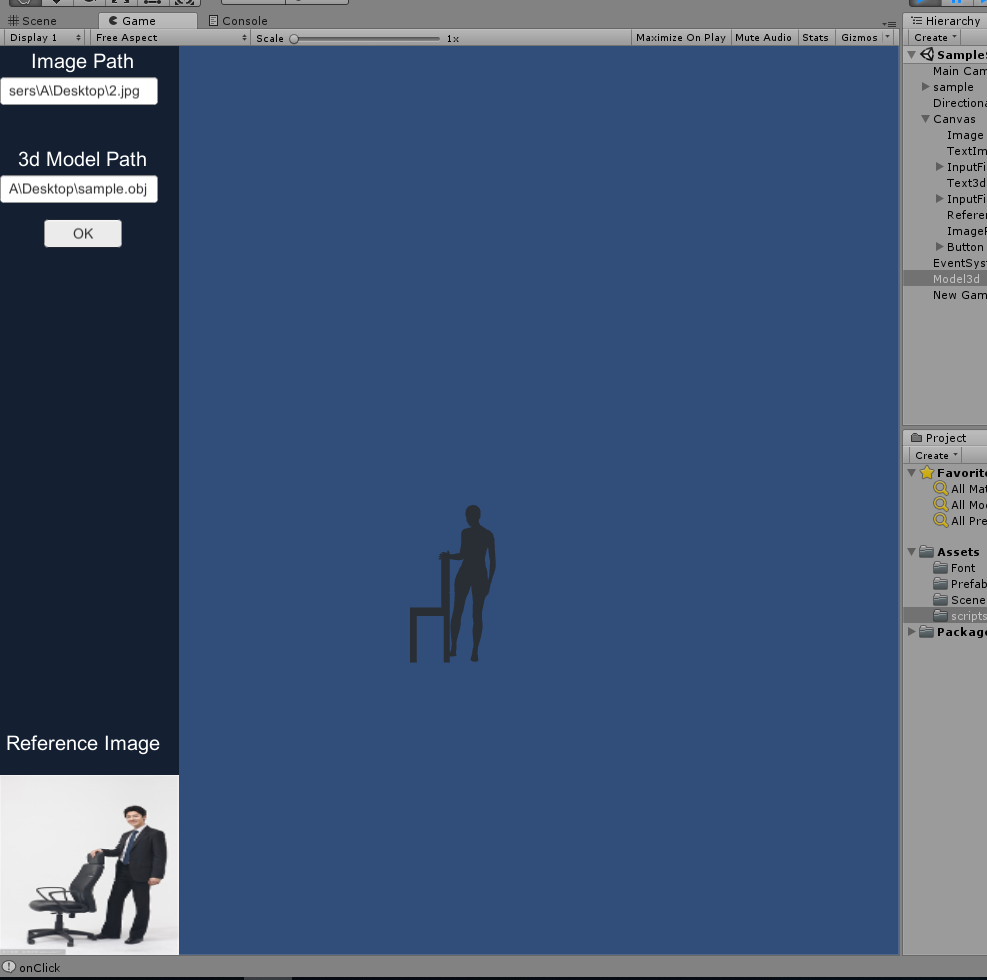 Scene
Game
Console
Display 1
Free Aspect
Scale
1x
Maximize On Play
Mute Audio
Stats
Gizmos
Image Path
sers\A\Desktop\2.jpg
3d Model Path
A\Desktop\sample.obj
OK
Reference Image
onClick
Hierarchy
Create
SampleS
Main Cam
sample
Directiona
Canvas
Image
TextIm
InputFi
Text3d
InputFi
Referen
ImageR
Button
EventSyst
Model3d
New Gam
Project
Create
Favorite
All Mat
All Mod
All Pre
Assets
Font
Prefab
Scene
scripts
Package